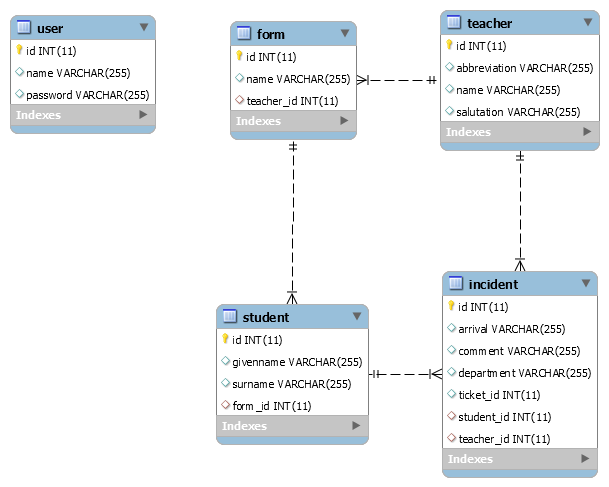 user
id INT(11)
name VARCHAR(255)
password VARCHAR(255)
Indexes
form
id INT(11)
name VARCHAR(255)
teacher_id INT(11)
Indexes
teacher
id INT(11)
abbreviation VARCHAR(255)
name VARCHAR(255)
salutation VARCHAR(255)
Indexes
student
id INT(11)
givenname VARCHAR(255)
surname VARCHAR(255)
form_id INT(11)
Indexes
incident
id INT(11)
arrival VARCHAR(255)
comment VARCHAR(255)
department VARCHAR(255)
ticket_id INT(11)
student_id INT(11)
teacher_id INT(11)
Indexes